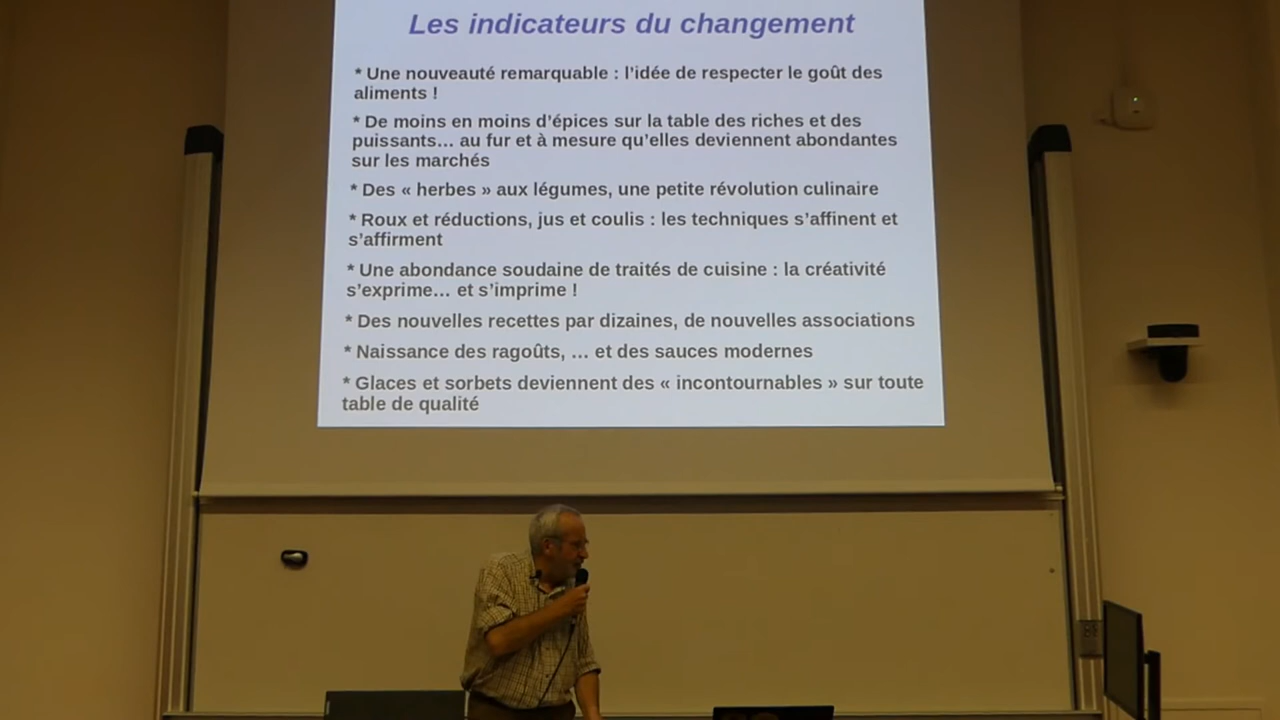 Les indicateurs du changement
* Une nouveauté remarquable : l'idée de respecter le goût des
aliments !
* De moins en moins d'épices sur la table des riches et des
puissants… au fur et à mesure qu'elles deviennent abondantes
sur les marchés
* Des « herbes » aux légumes, une petite révolution culinaire
* Roux et réductions, jus et coulis : les techniques s'affinent et
s'affirment
* Une abondance soudaine de traités de cuisine : la créativité
s'exprime… et s'imprime !
* Des nouvelles recettes par dizaines, de nouvelles associations
* Naissance des ragoûts, … et des sauces modernes
* Glaces et sorbets deviennent des « incontournables » sur toute
table de qualité